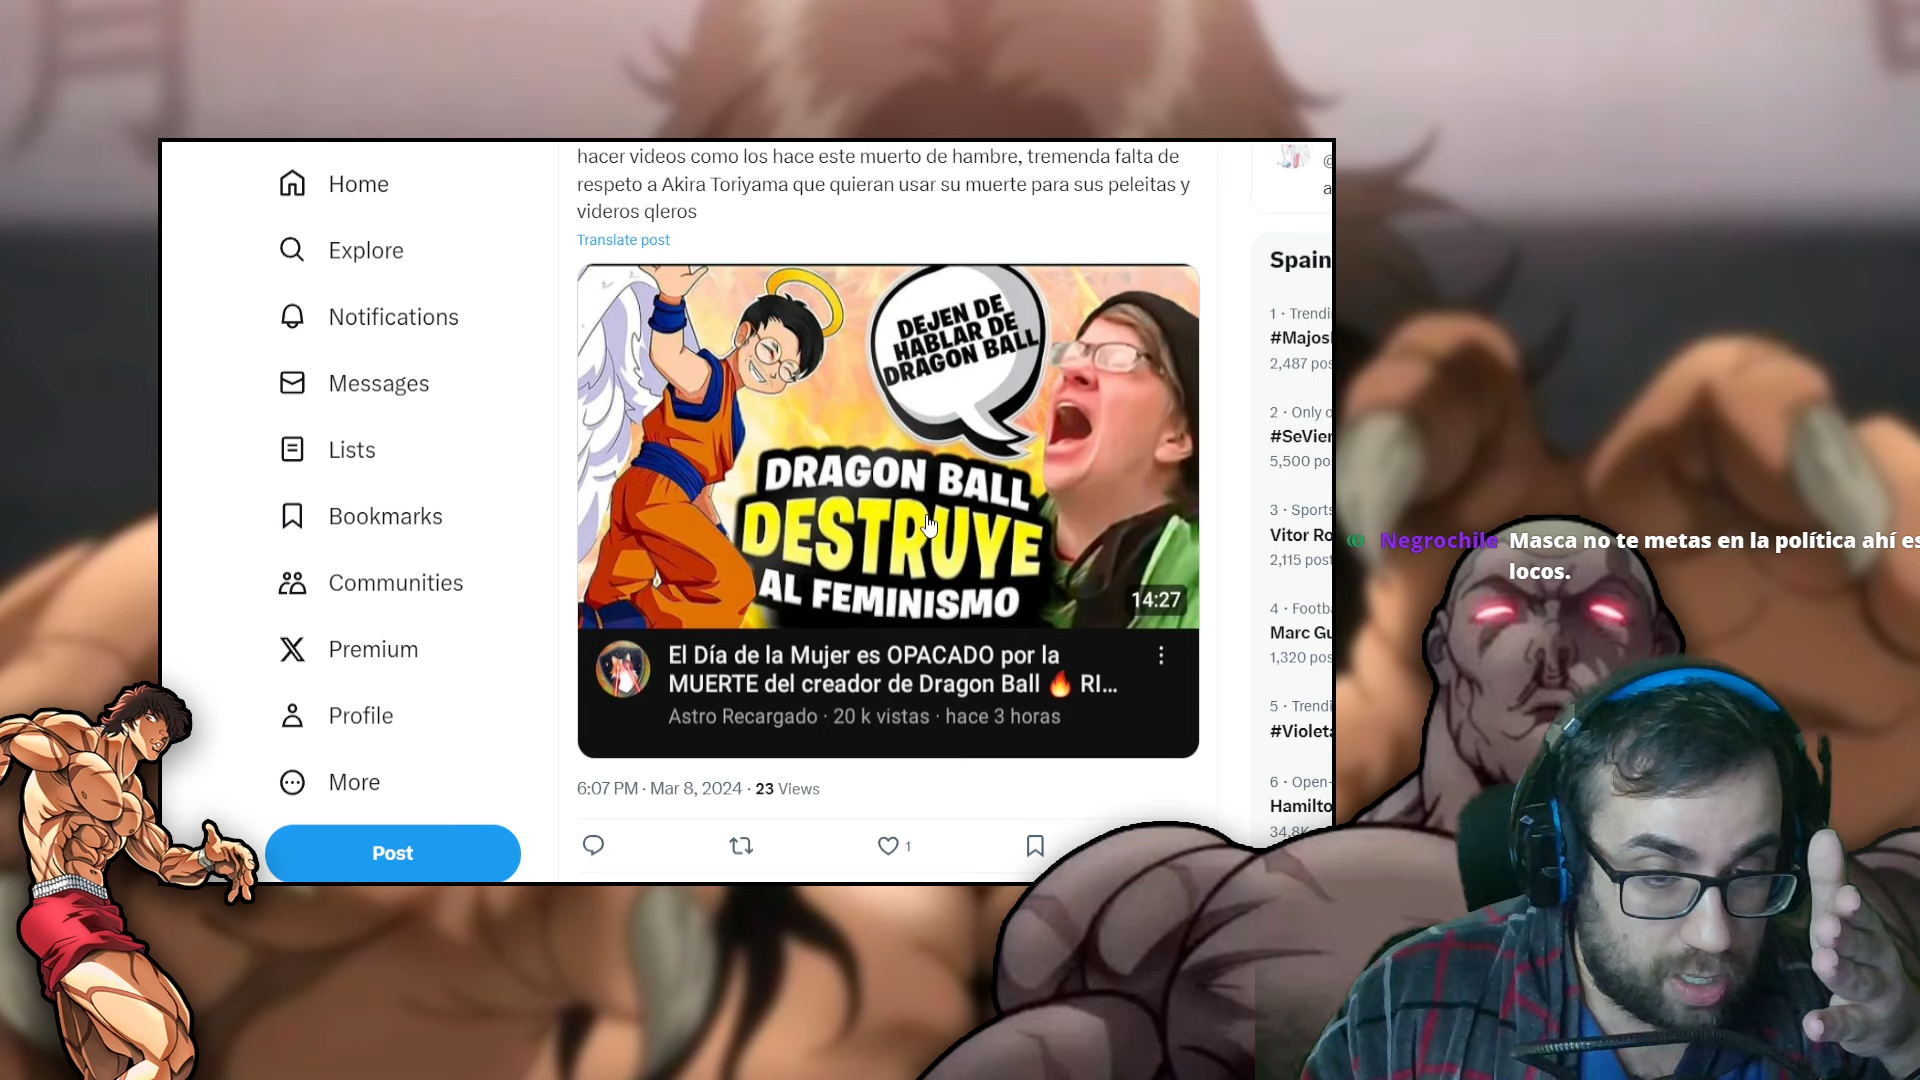 Home
Explore
Notifications
Messages
Lists
Bookmarks
Communities
Premium
Profile
More
Post
hacer videos como los hace este muerto de hambre, tremenda falta de
respeto a Akira Toriyama que quieran usar su muerte para sus peleitas y
videros qleros
Translate post
DEJEN DE
HABLAR DE
DRAGON BALL
DRAGON BALL
DESTRUYE
AL FEMINISMO
14:27
El Día de la Mujer es OPACADO por la
MUERTE del creador de Dragon Ball 🔥 RI...
Astro Recargado · 20 k vistas · hace 3 horas
6:07 PM · Mar 8, 2024 · 23 Views
1
@
a
Spain
1 · Trendi
#Majos
2,487 pos
2 · Only o
#SeVier
5,500 po
3 · Sports
Vitor Ro
2,115 post
4 · Footba
Marc Gu
1,320 pos
5 · Trendi
#Violeta
6 · Open-
Hamilto
34.8K
Negrochile Masca no te metas en la política ahí es
locos.